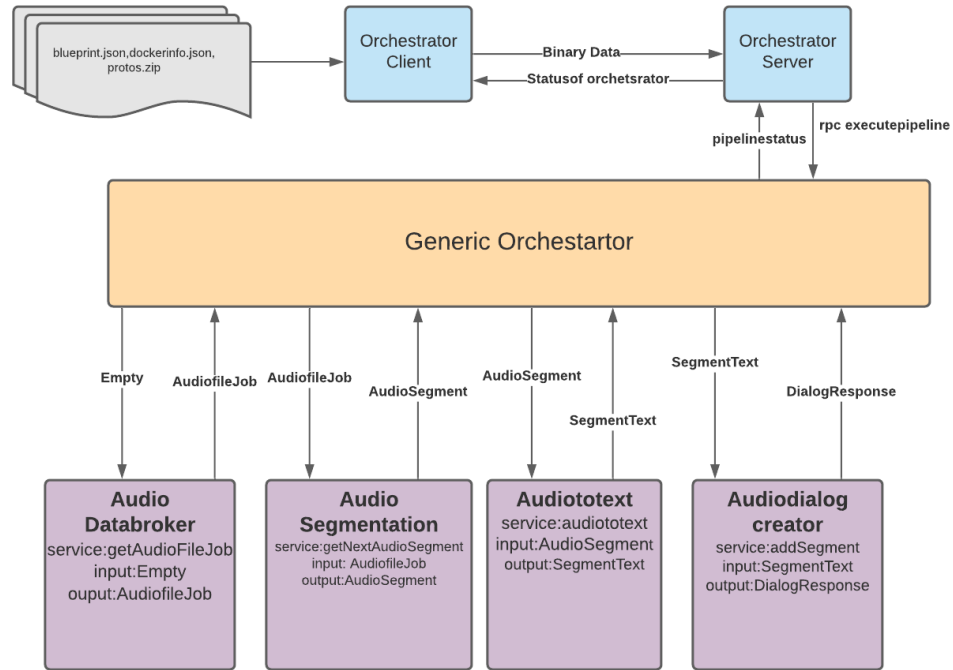 blueprint.json,dockerinfo.json,
protos.zip
Orchestrator
Client
Binary Data
Statusof orchetsrator
Orchestrator
Server
pipelinestatus
rpc executepipeline
Generic Orchestartor
Empty
AudiofileJob
AudiofileJob
AudioSegment
AudioSegment
SegmentText
SegmentText
DialogResponse
Audio
Databroker
service:getAudioFileJob
input:Empty
ouput:AudiofileJob
Audio
Segmentation
service:getNextAudioSegment
input: AudiofileJob
output:AudioSegment
Audiototext
service:audiototext
input:AudioSegment
output:SegmentText
Audiodialog
creator
service:addSegment
input:SegmentText
output:DialogResponse